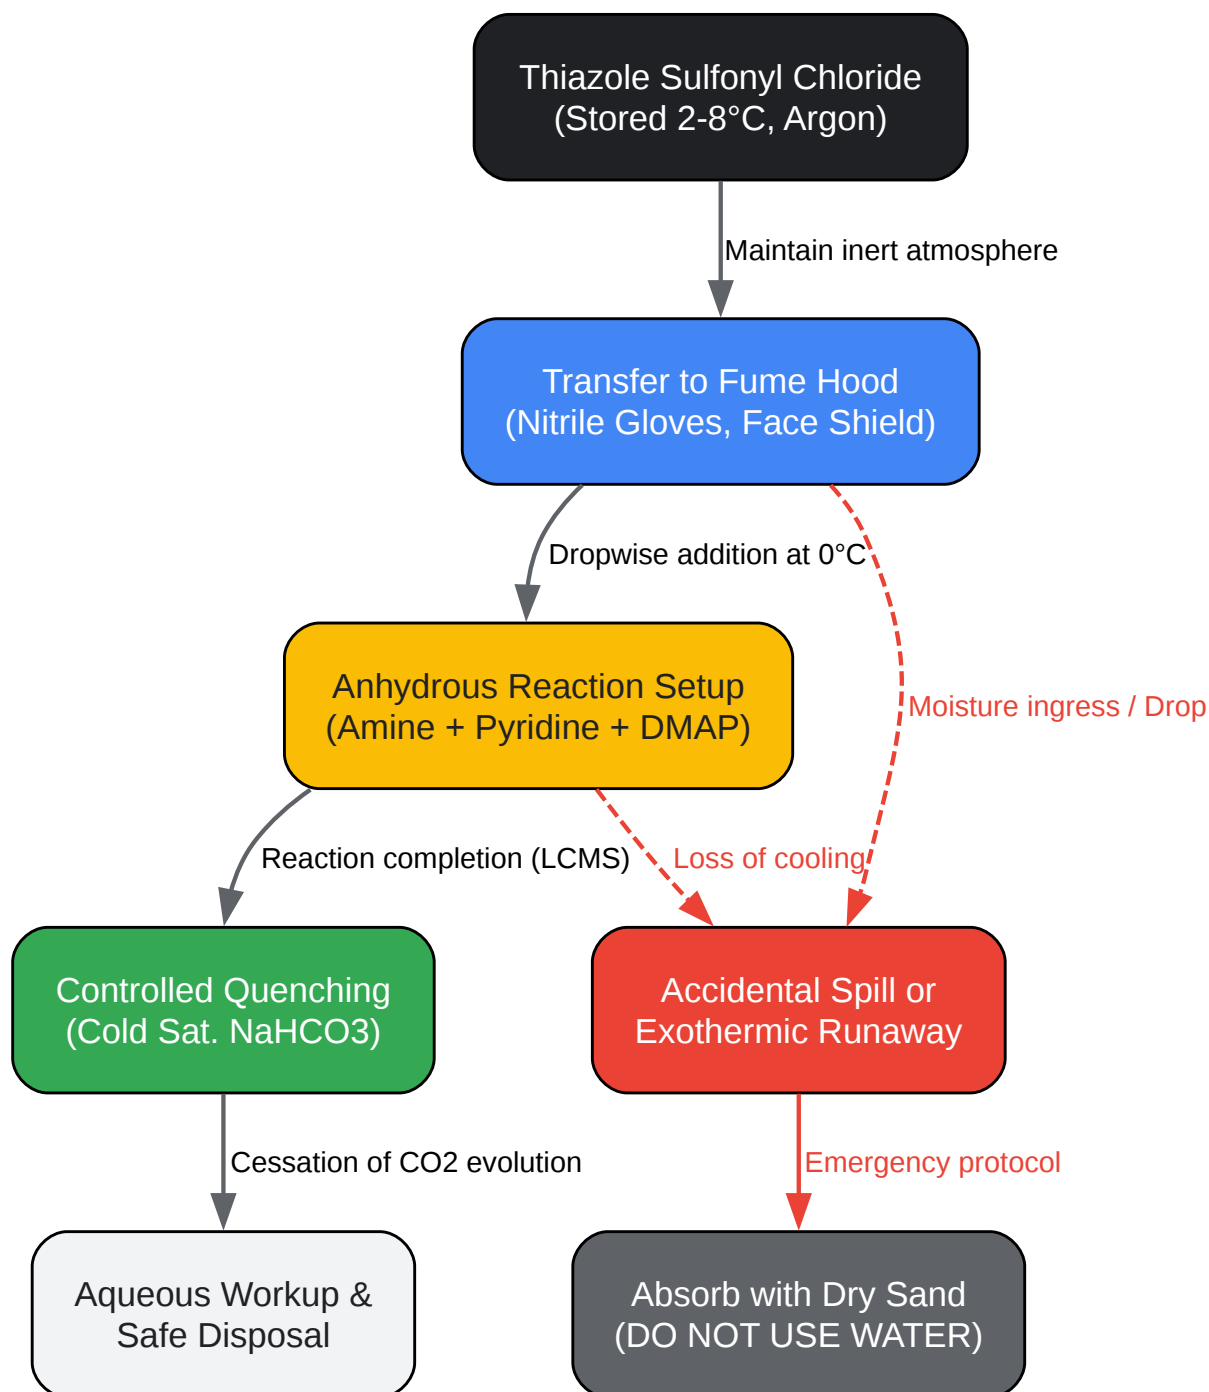 Thiazole Sulfonyl Chloride
(Stored 2-8°C, Argon)
Maintain inert atmosphere
Transfer to Fume Hood
(Nitrile Gloves, Face Shield)
Dropwise addition at 0°C
Anhydrous Reaction Setup
(Amine + Pyridine + DMAP)
Moisture ingress / Drop
Reaction completion (LCMS)
Loss of cooling
Controlled Quenching
(Cold Sat. NaHCO3)
Accidental Spill or
Exothermic Runaway
Cessation of CO2 evolution
Emergency protocol
Aqueous Workup &
Safe Disposal
Absorb with Dry Sand
(DO NOT USE WATER)